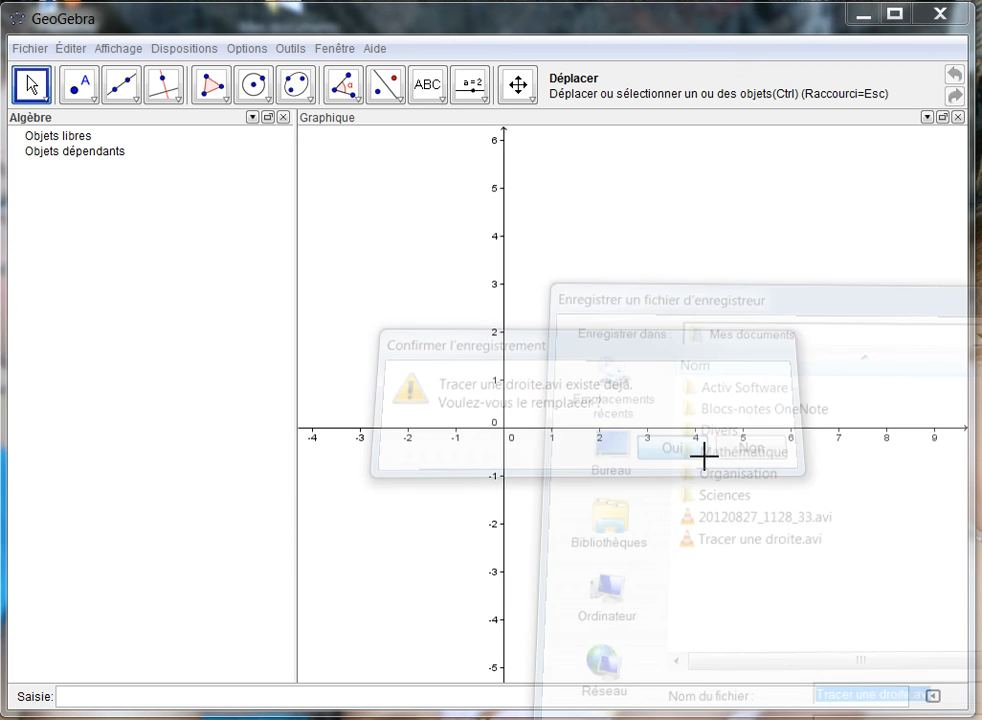 GeoGebra
Fichier Éditer Affichage Dispositions Options Outils Fenêtre Aide
A
α
ABC
a=2
Déplacer
Déplacer ou sélectionner un ou des objets(Ctrl) (Raccourci=Esc)
Algèbre
Graphique
Objets libres
Objets dépendants
6
5
4
3
2
1
0
-4 -3 -2 -1 0 1 2 3 4 5 6 7 8 9
-1
-2
-3
-4
-5
Enregistrer un fichier d'enregistreur
Enregistrer dans : Mes documents
Nom
Confirmer l'enregistrement
Tracer une droite.avi existe déjà.
Voulez-vous le remplacer ?
Oui Non
Emplacements
récents
Bureau
Bibliothèques
Ordinateur
Réseau
Activ Software
Blocs-notes OneNote
Divers
Mathématique
Organisation
Sciences
20120827_1128_33.avi
Tracer une droite.avi
Nom du fichier : Tracer une droite.avi
Saisie: